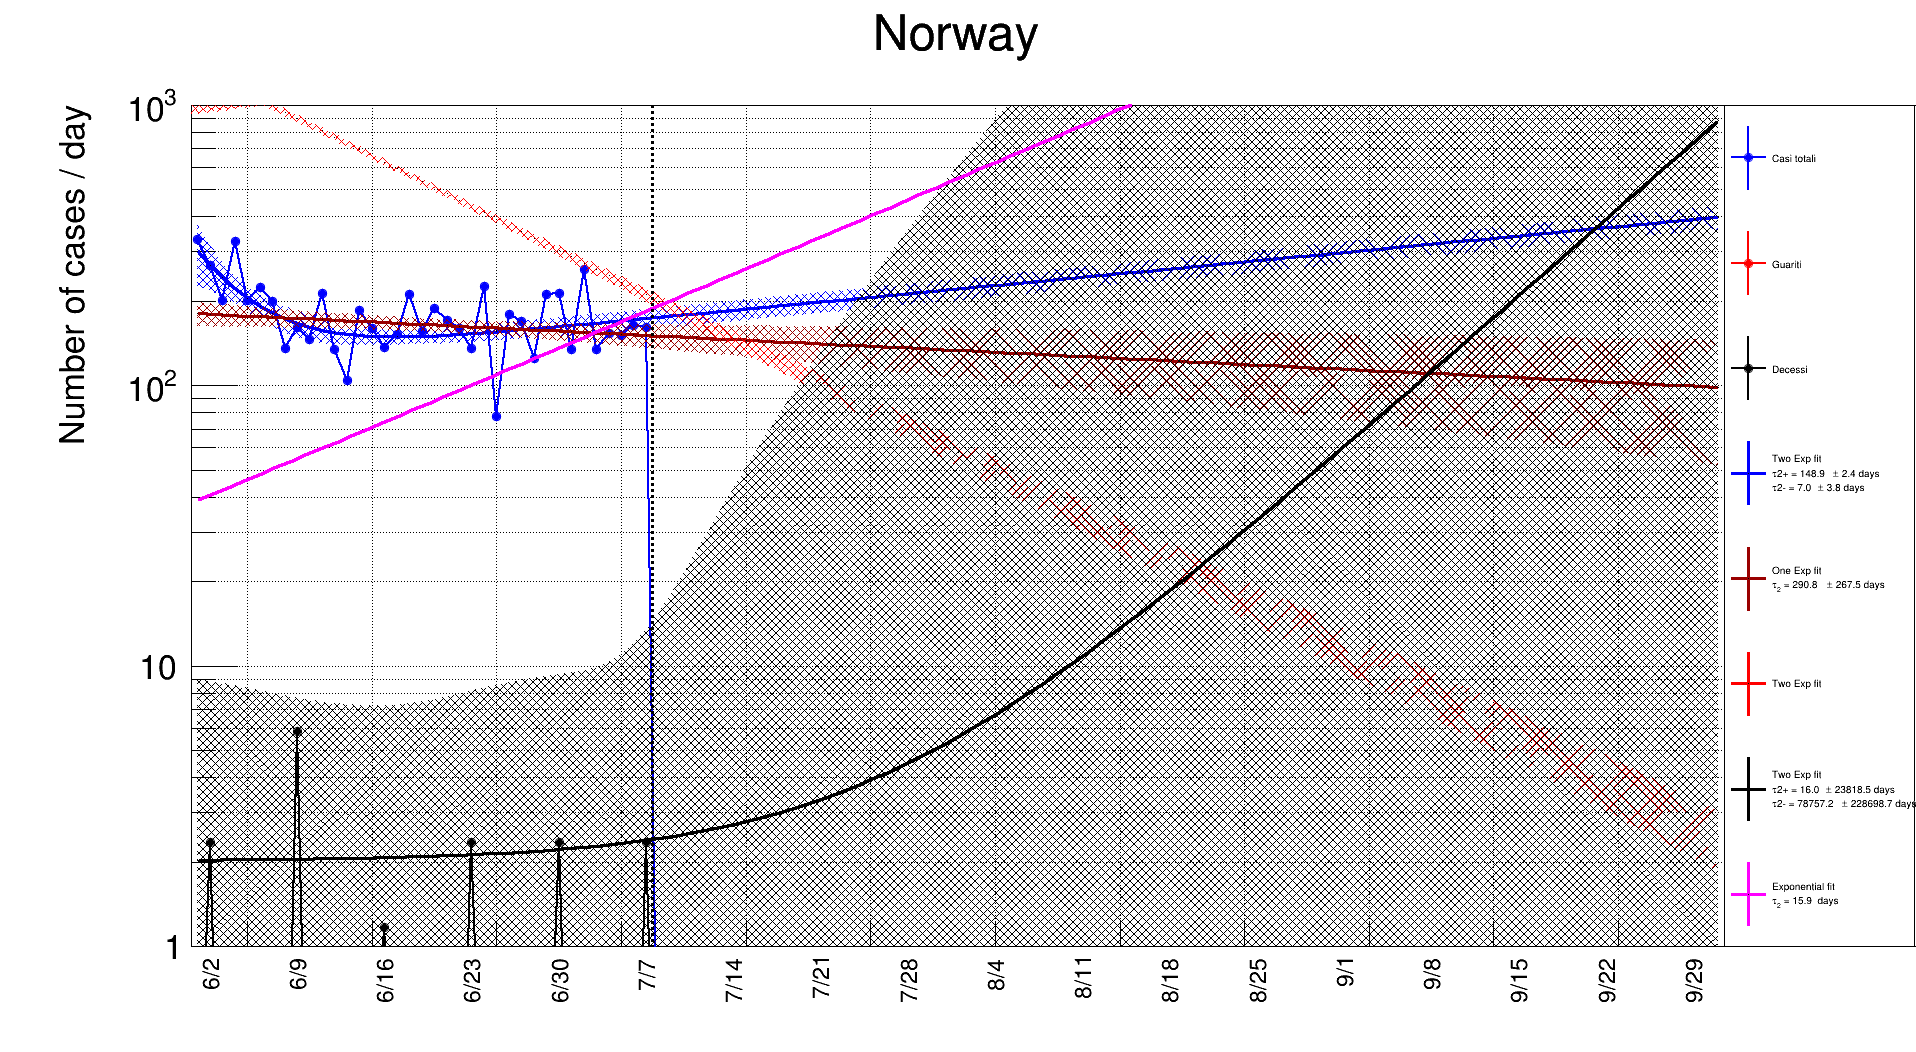 Norway
Number of cases / day
10³
10²
10
1
6/2
6/9
6/16
6/23
6/30
7/7
7/14
7/21
7/28
8/4
8/11
8/18
8/25
9/1
9/8
9/15
9/22
9/29
Casi totali
Guariti
Decessi
Two Exp fit
τ2+ = 148.9 ± 2.4 days
τ2- = 7.0 ± 3.8 days
One Exp fit
τ₂ = 290.8 ± 267.5 days
Two Exp fit
Two Exp fit
τ2+ = 16.0 ± 23818.5 days
τ2- = 78757.2 ± 228698.7 days
Exponential fit
τ₂ = 15.9 days